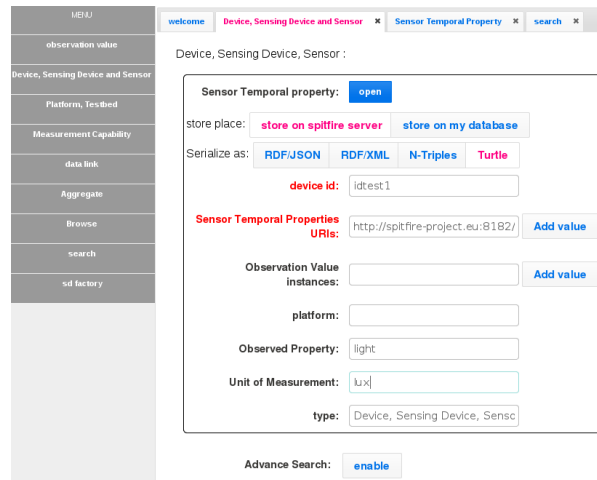 MENU
observation value
Device, Sensing Device and Sensor
Platform, Testbed
Measurement Capability
data link
Aggregate
Browse
search
sd factory
welcome
Device, Sensing Device and Sensor ×
Sensor Temporal Property ×
search ×
Device, Sensing Device, Sensor :
Sensor Temporal property: open
store place: store on spitfire server store on my database
Serialize as: RDF/JSON RDF/XML N-Triples Turtle
device id: idtest1
Sensor Temporal Properties
URIs: http://spitfire-project.eu:8182/ Add value
Observation Value
instances: Add value
platform:
Observed Property: light
Unit of Measurement: lux
type: Device, Sensing Device, Sensc
Advance Search: enable